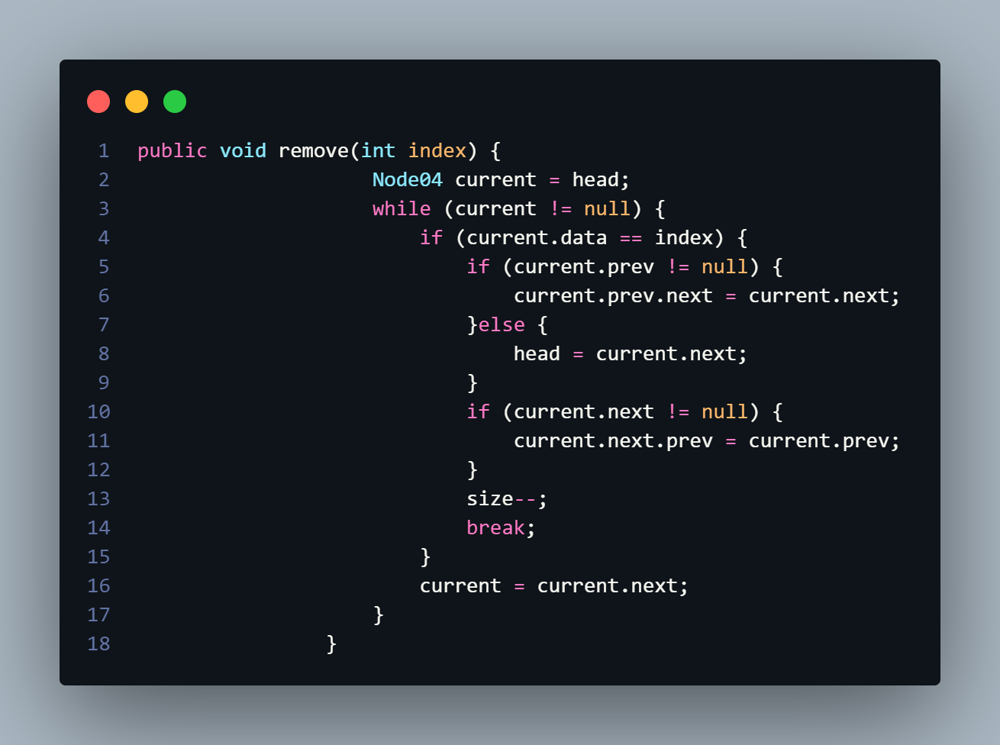 1 public void remove(int index) {
2 Node04 current = head;
3 while (current != null) {
4 if (current.data == index) {
5 if (current.prev != null) {
6 current.prev.next = current.next;
7 }else {
8 head = current.next;
9 }
10 if (current.next != null) {
11 current.next.prev = current.prev;
12 }
13 size--;
14 break;
15 }
16 current = current.next;
17 }
18 }